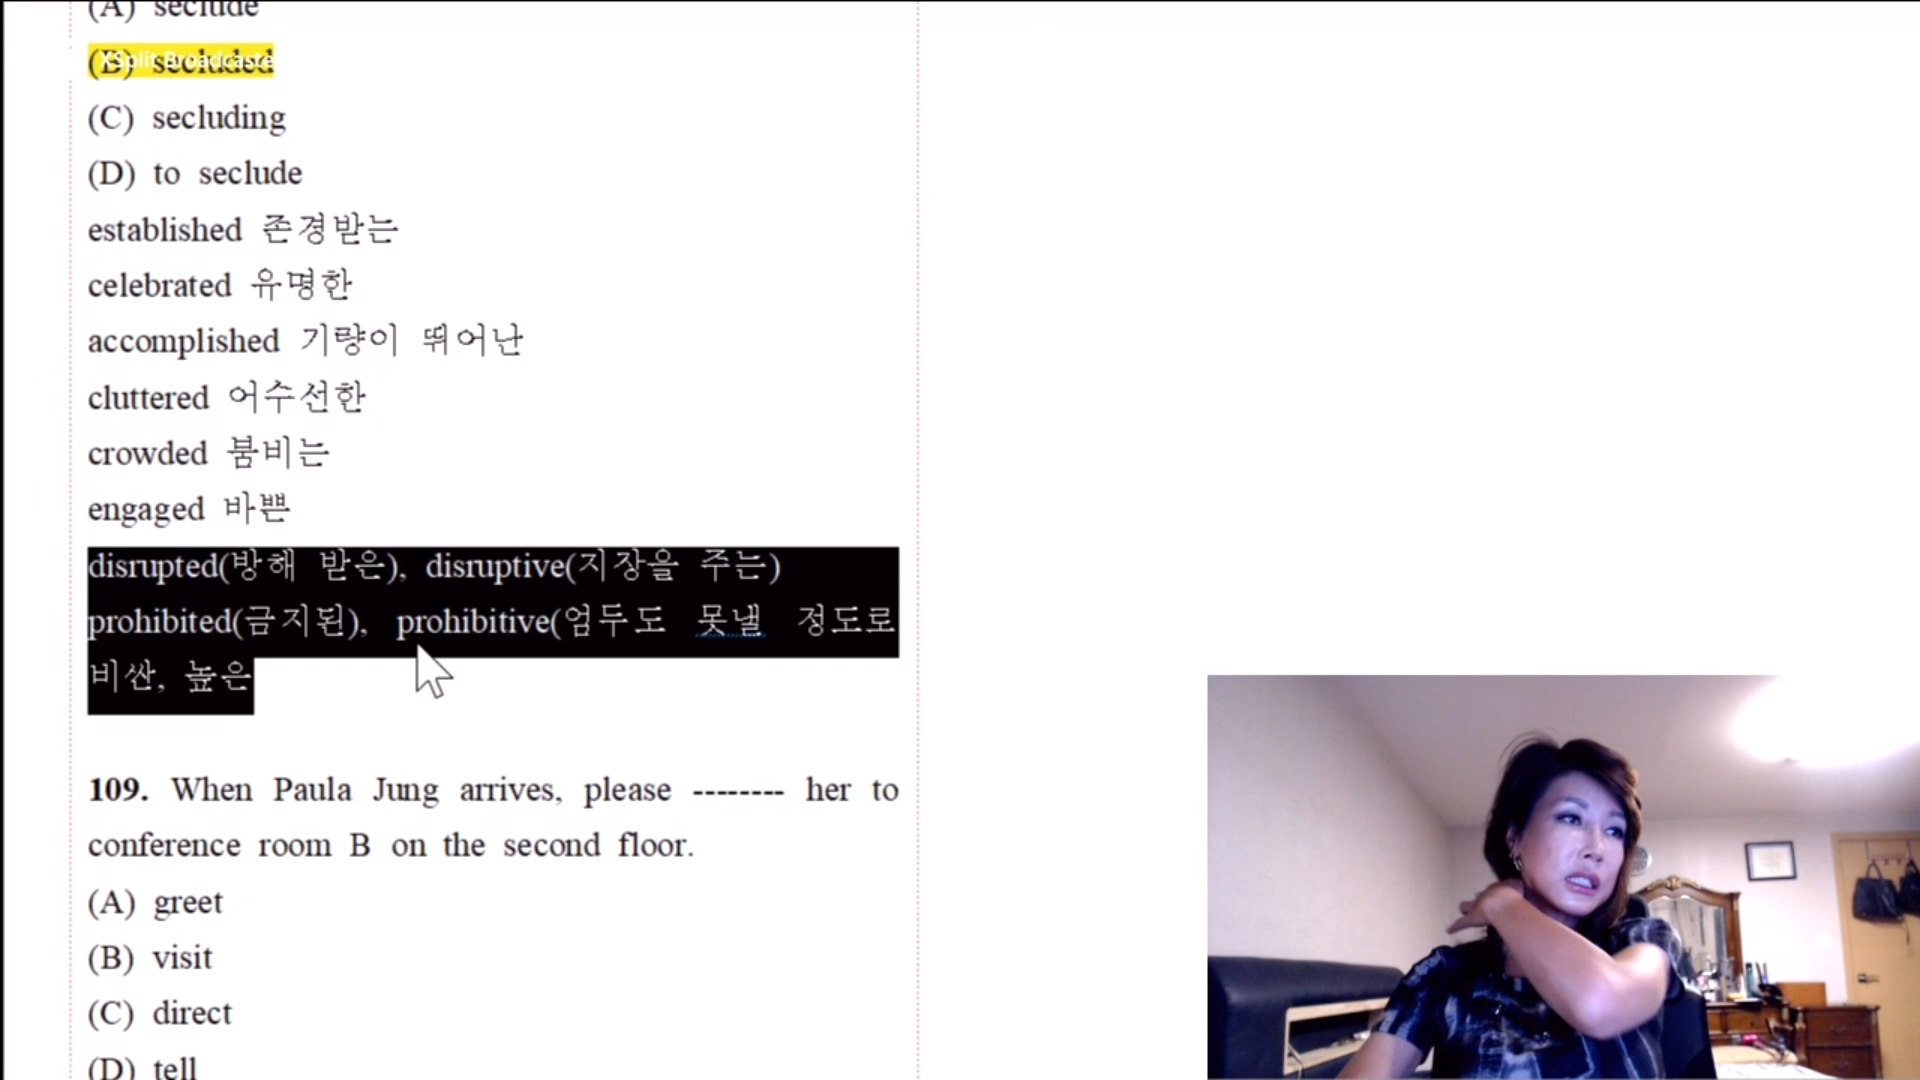 (A) seclude
(B) secluded
XSplit Broadcaste
(C) secluding
(D) to seclude
established 존경받는
celebrated 유명한
accomplished 기량이 뛰어난
cluttered 어수선한
crowded 붐비는
engaged 바쁜
disrupted(방해 받은), disruptive(지장을 주는)
prohibited(금지된), prohibitive(엄두도 못낼 정도로
비싼, 높은
109. When Paula Jung arrives, please -------- her to
conference room B on the second floor.
(A) greet
(B) visit
(C) direct
(D) tell